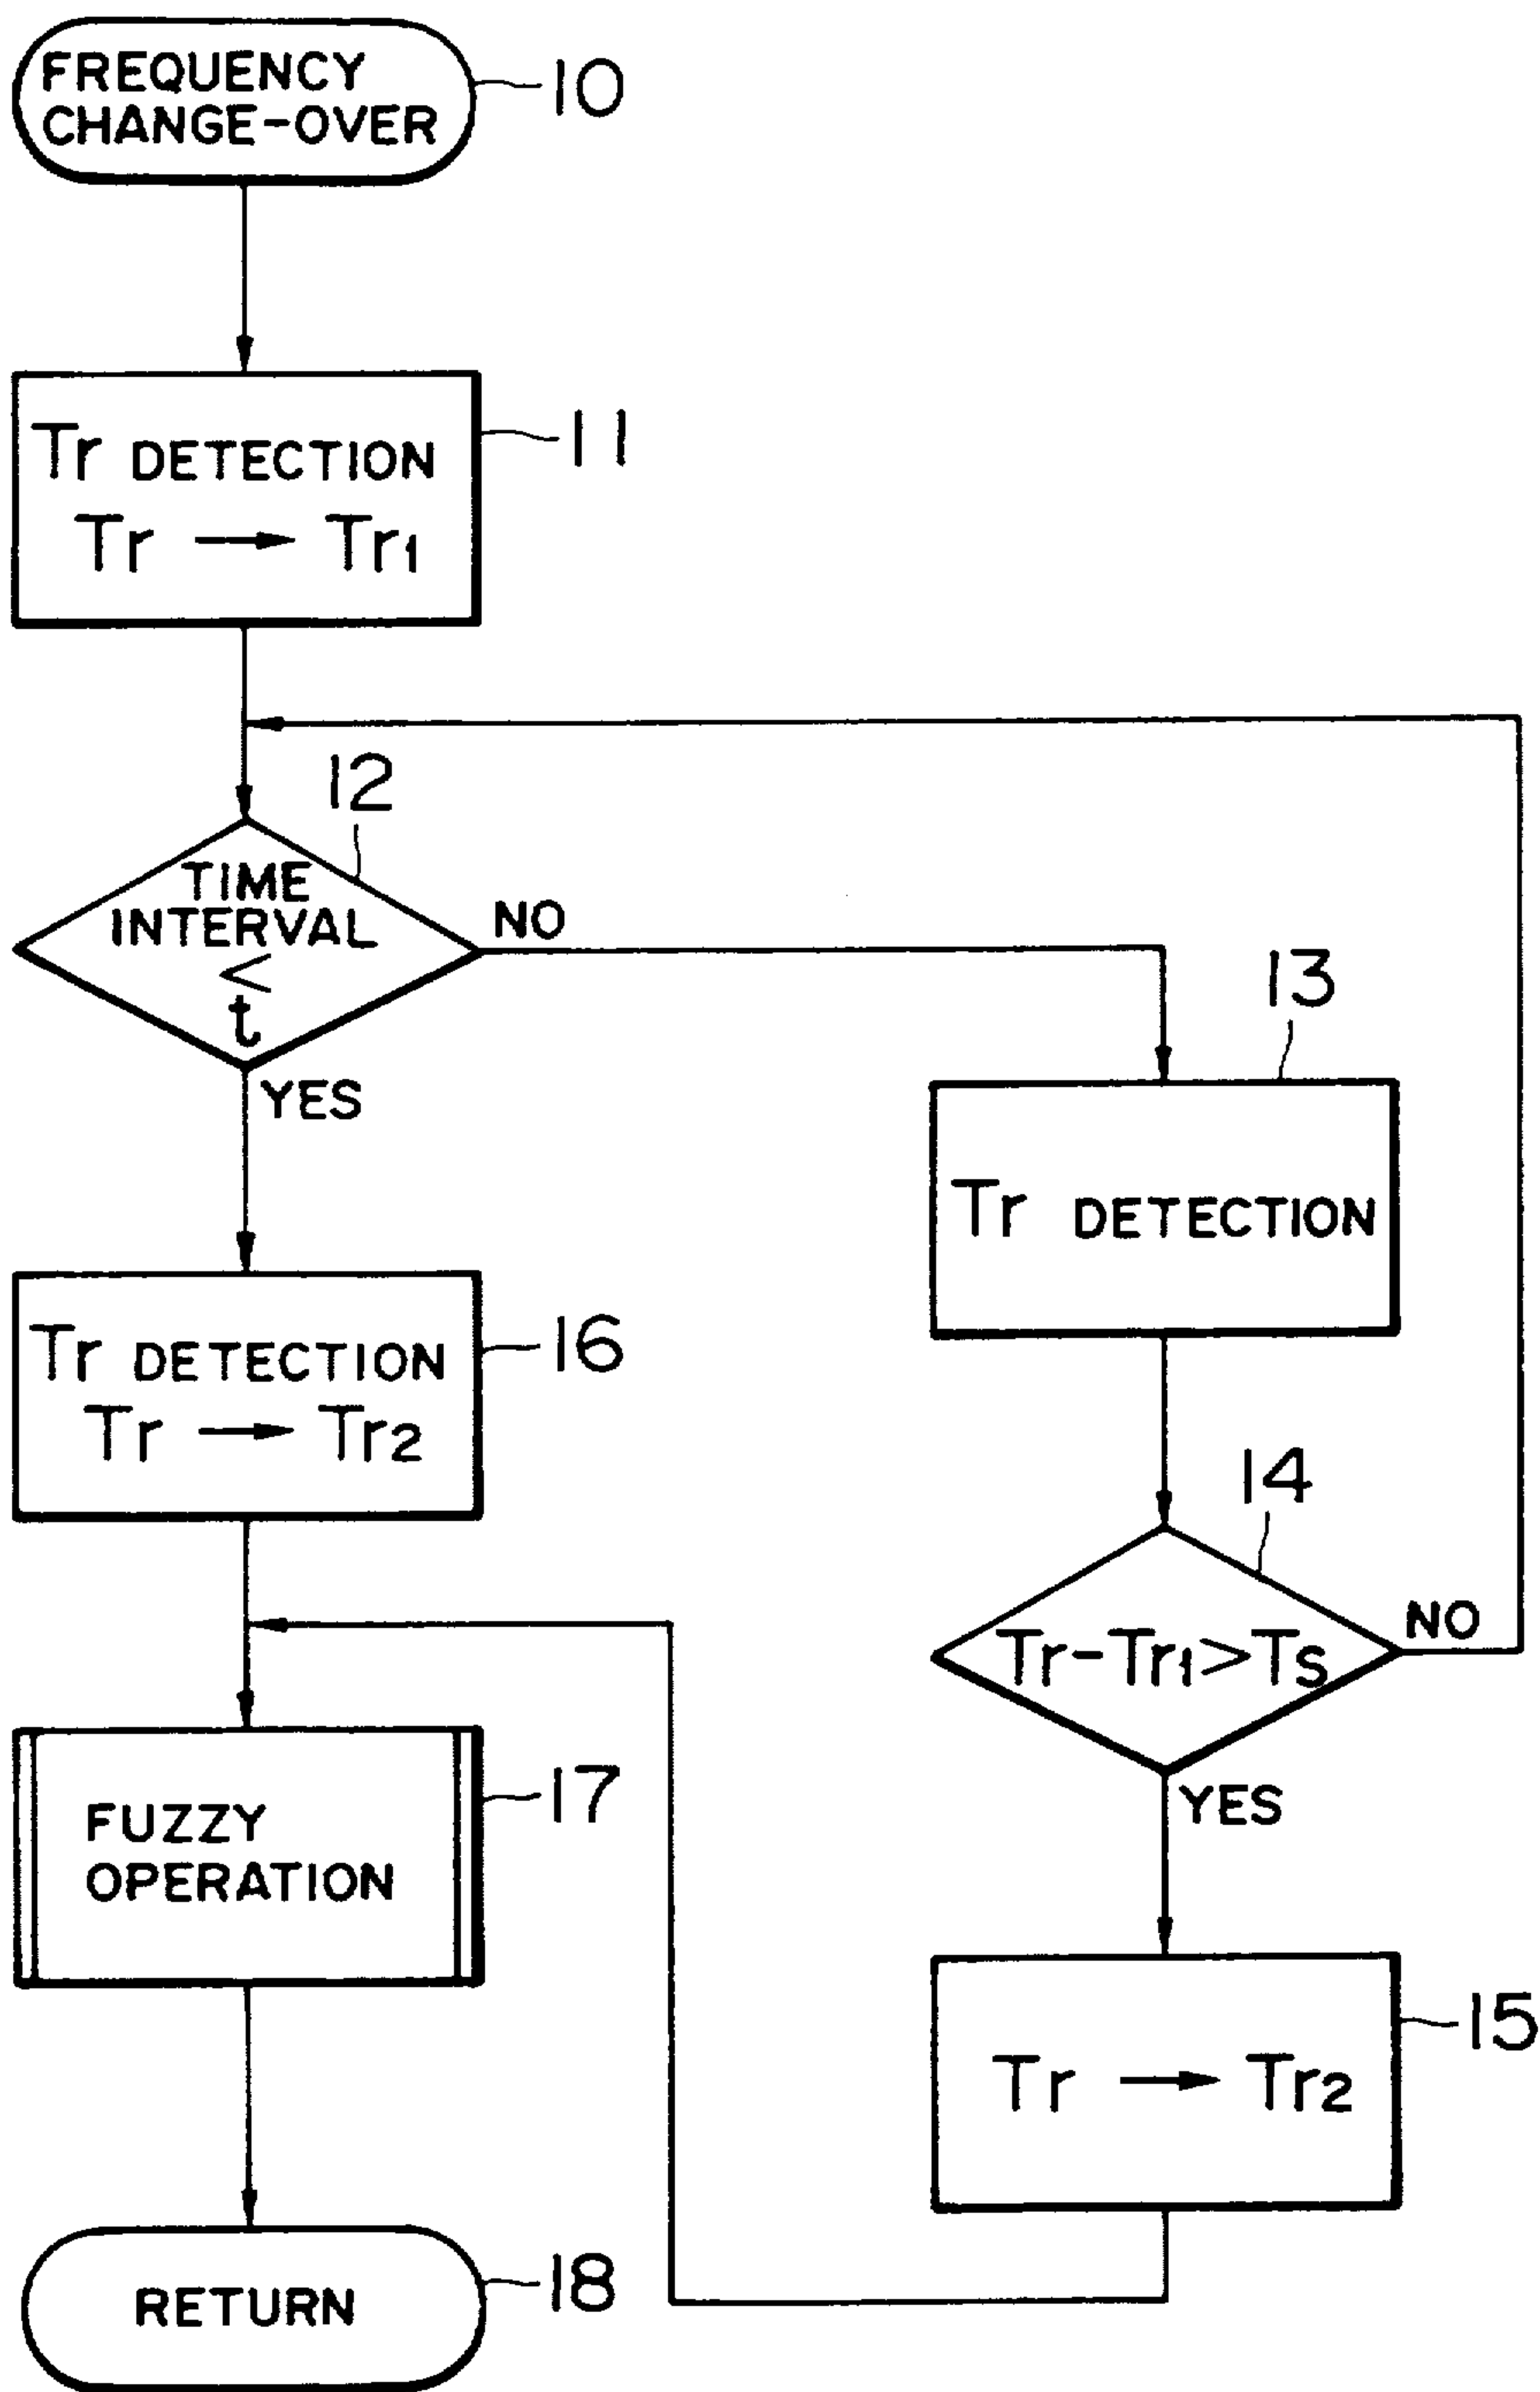 FREQUENCY
CHANGE-OVER
10
Tr DETECTION
Tr → Tr1
11
12
TIME
INTERVAL
<
t
NO
YES
13
Tr DETECTION
Tr DETECTION
Tr → Tr2
16
14
Tr-Tr1>Ts
NO
YES
FUZZY
OPERATION
17
Tr → Tr2
15
RETURN
18